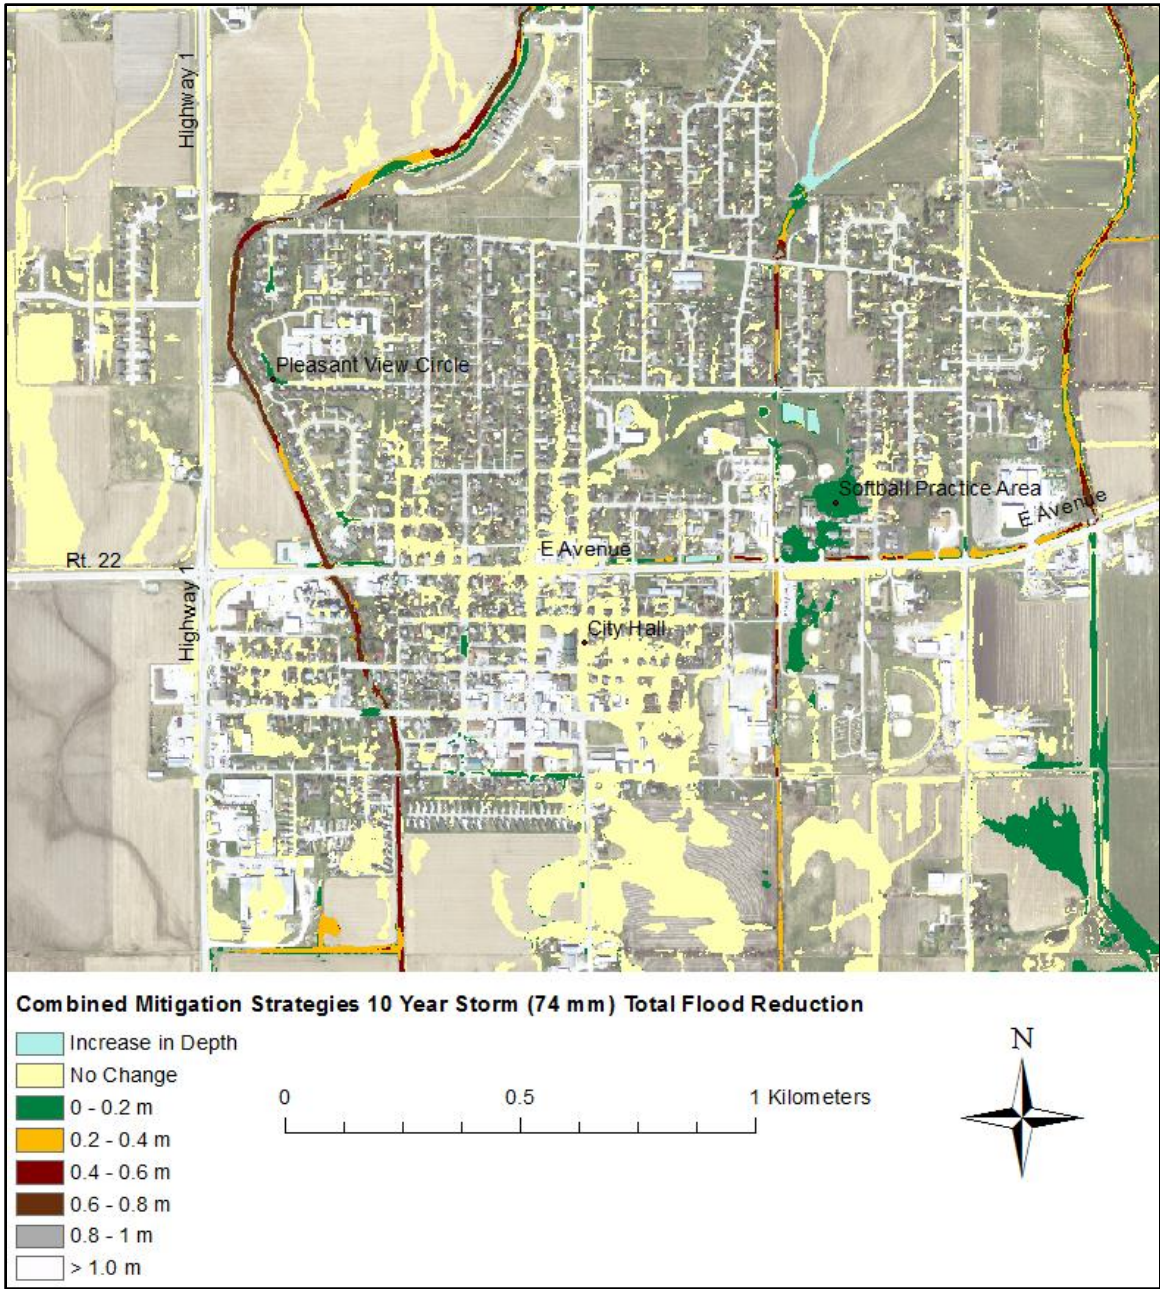 Highway 1
Pleasant View Circle
Softball Practice Area
E Avenue
E Avenue
Rt. 22
Highway 1
City Hall
Combined Mitigation Strategies 10 Year Storm (74 mm) Total Flood Reduction
Increase in Depth
No Change
0 - 0.2 m
0.2 - 0.4 m
0.4 - 0.6 m
0.6 - 0.8 m
0.8 - 1 m
> 1.0 m
0 0.5 1 Kilometers
N